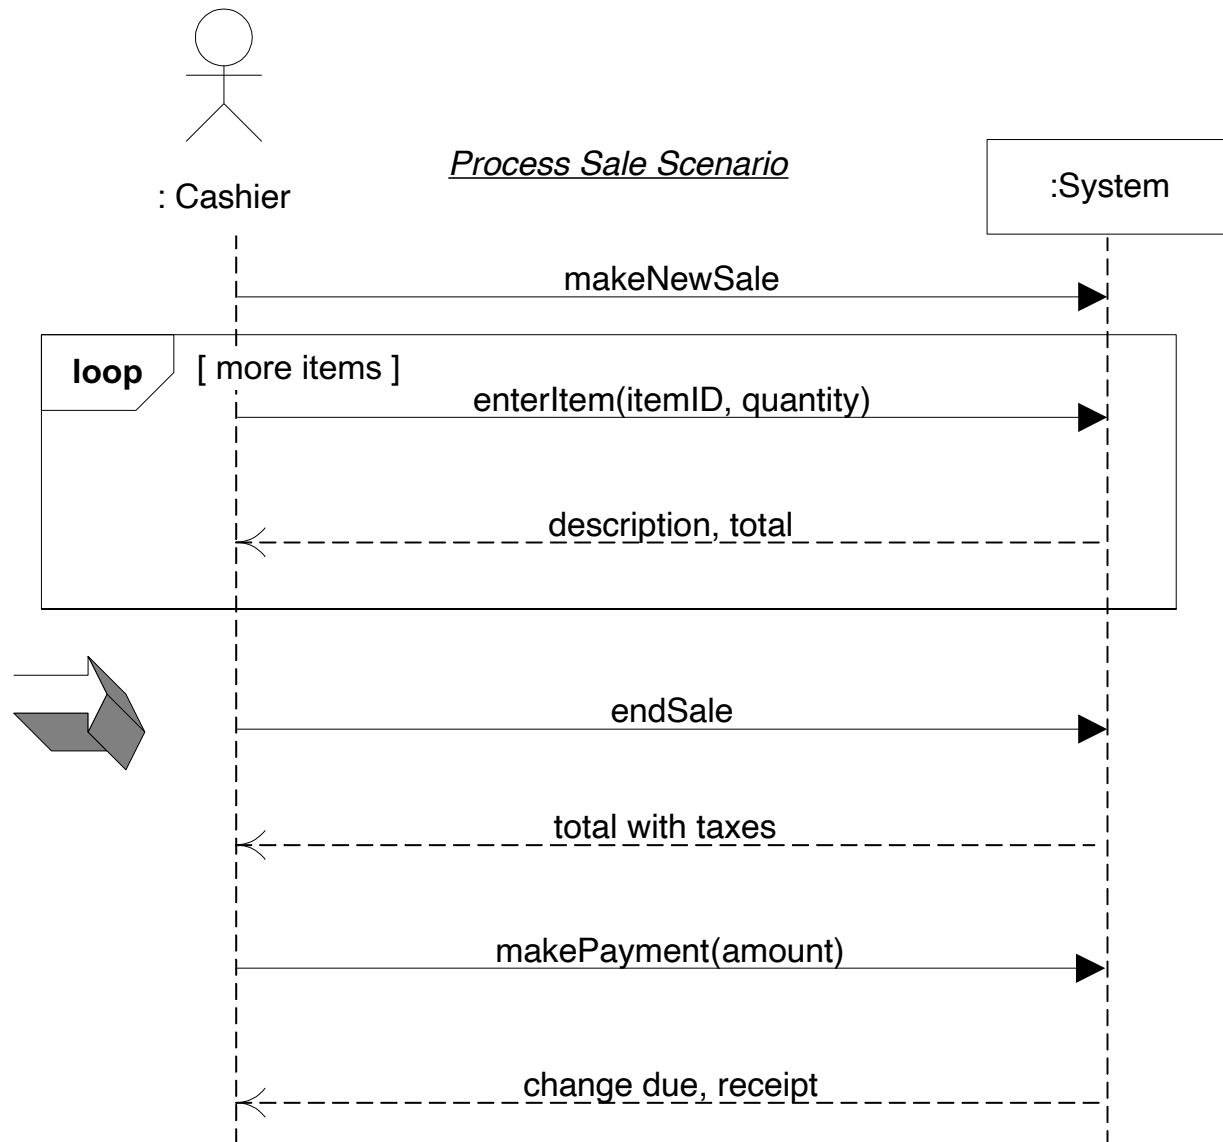 Process Sale Scenario
: Cashier
:System
makeNewSale
loop
[ more items ]
enterItem(itemID, quantity)
description, total
endSale
total with taxes
makePayment(amount)
change due, receipt